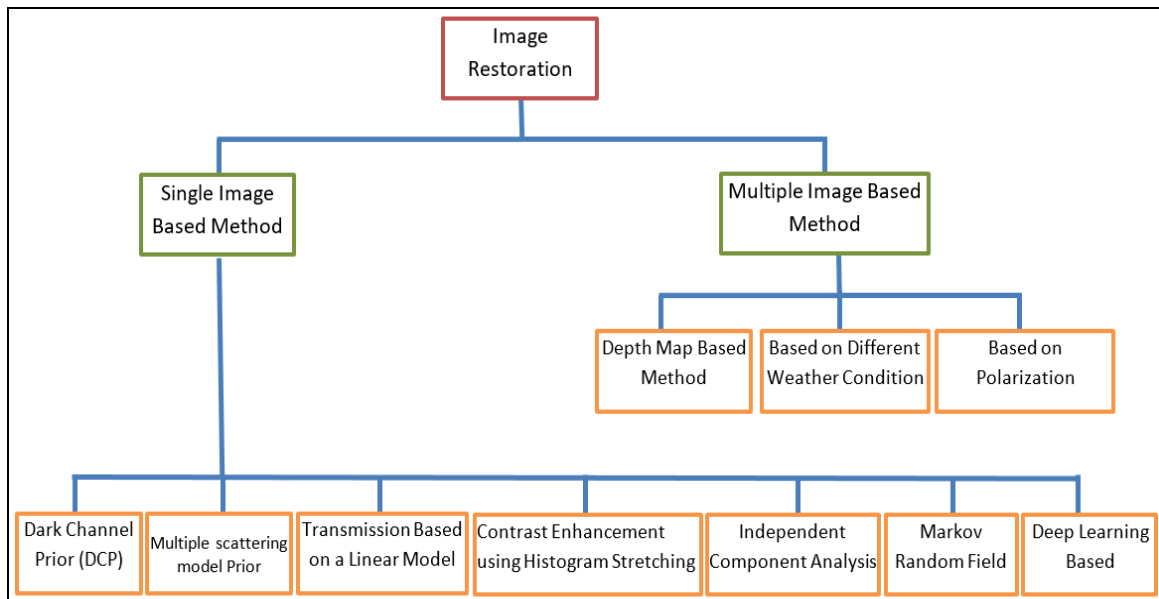 Image
Restoration
Single Image
Based Method
Multiple Image Based
Method
Depth Map Based
Method
Based on Different
Weather Condition
Based on
Polarization
Dark Channel
Prior (DCP)
Multiple scattering
model Prior
Transmission Based
on a Linear Model
Contrast Enhancement
using Histogram Stretching
Independent
Component Analysis
Markov
Random Field
Deep Learning
Based